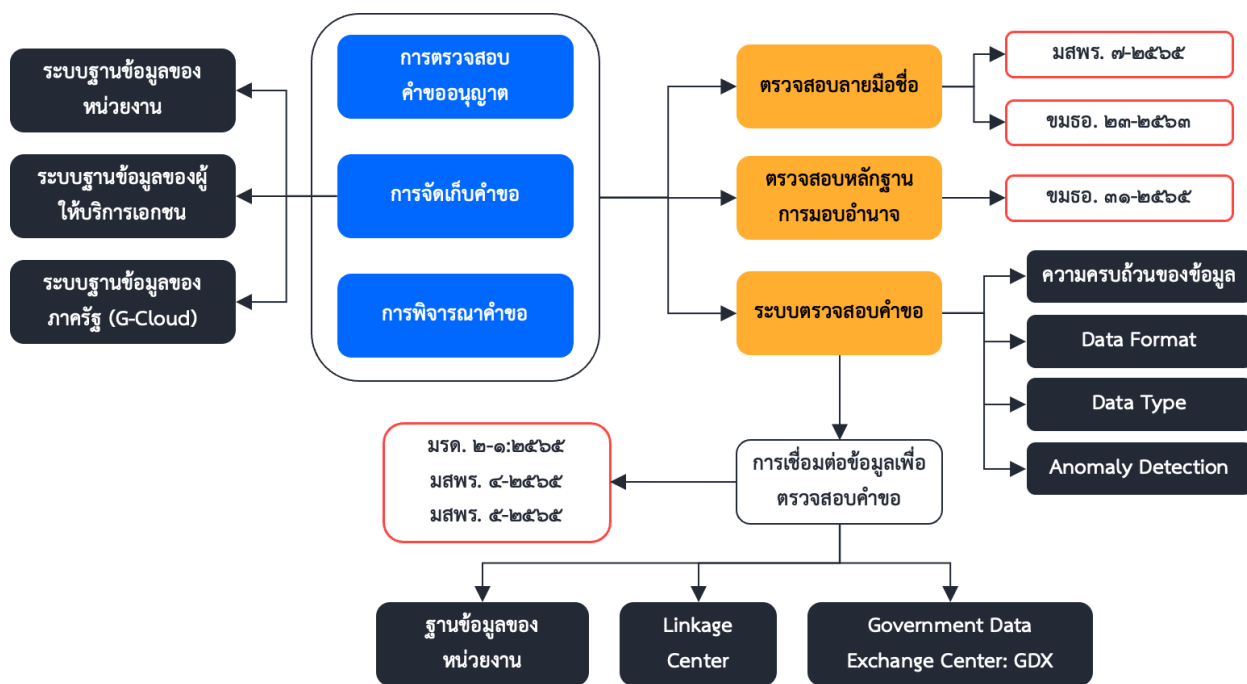 ระบบฐานข้อมูลของ
หน่วยงาน
ระบบฐานข้อมูลของผู้
ให้บริการเอกชน
ระบบฐานข้อมูลของ
ภาครัฐ (G-Cloud)
การตรวจสอบ
คำขออนุญาต
การจัดเก็บคำขอ
การพิจารณาคำขอ
ตรวจสอบลายมือชื่อ
ตรวจสอบหลักฐาน
การมอบอำนาจ
ระบบตรวจสอบคำขอ
มสพร. ๗-๒๕๖๕
ขมธอ. ๒๓-๒๕๖๓
ขมธอ. ๓๑-๒๕๖๕
ความครบถ้วนของข้อมูล
Data Format
Data Type
Anomaly Detection
มรด. ๒-๑:๒๕๖๕
มสพร. ๔-๒๕๖๕
มสพร. ๕-๒๕๖๕
การเชื่อมต่อข้อมูลเพื่อ
ตรวจสอบคำขอ
ฐานข้อมูลของ
หน่วยงาน
Linkage
Center
Government Data
Exchange Center: GDX